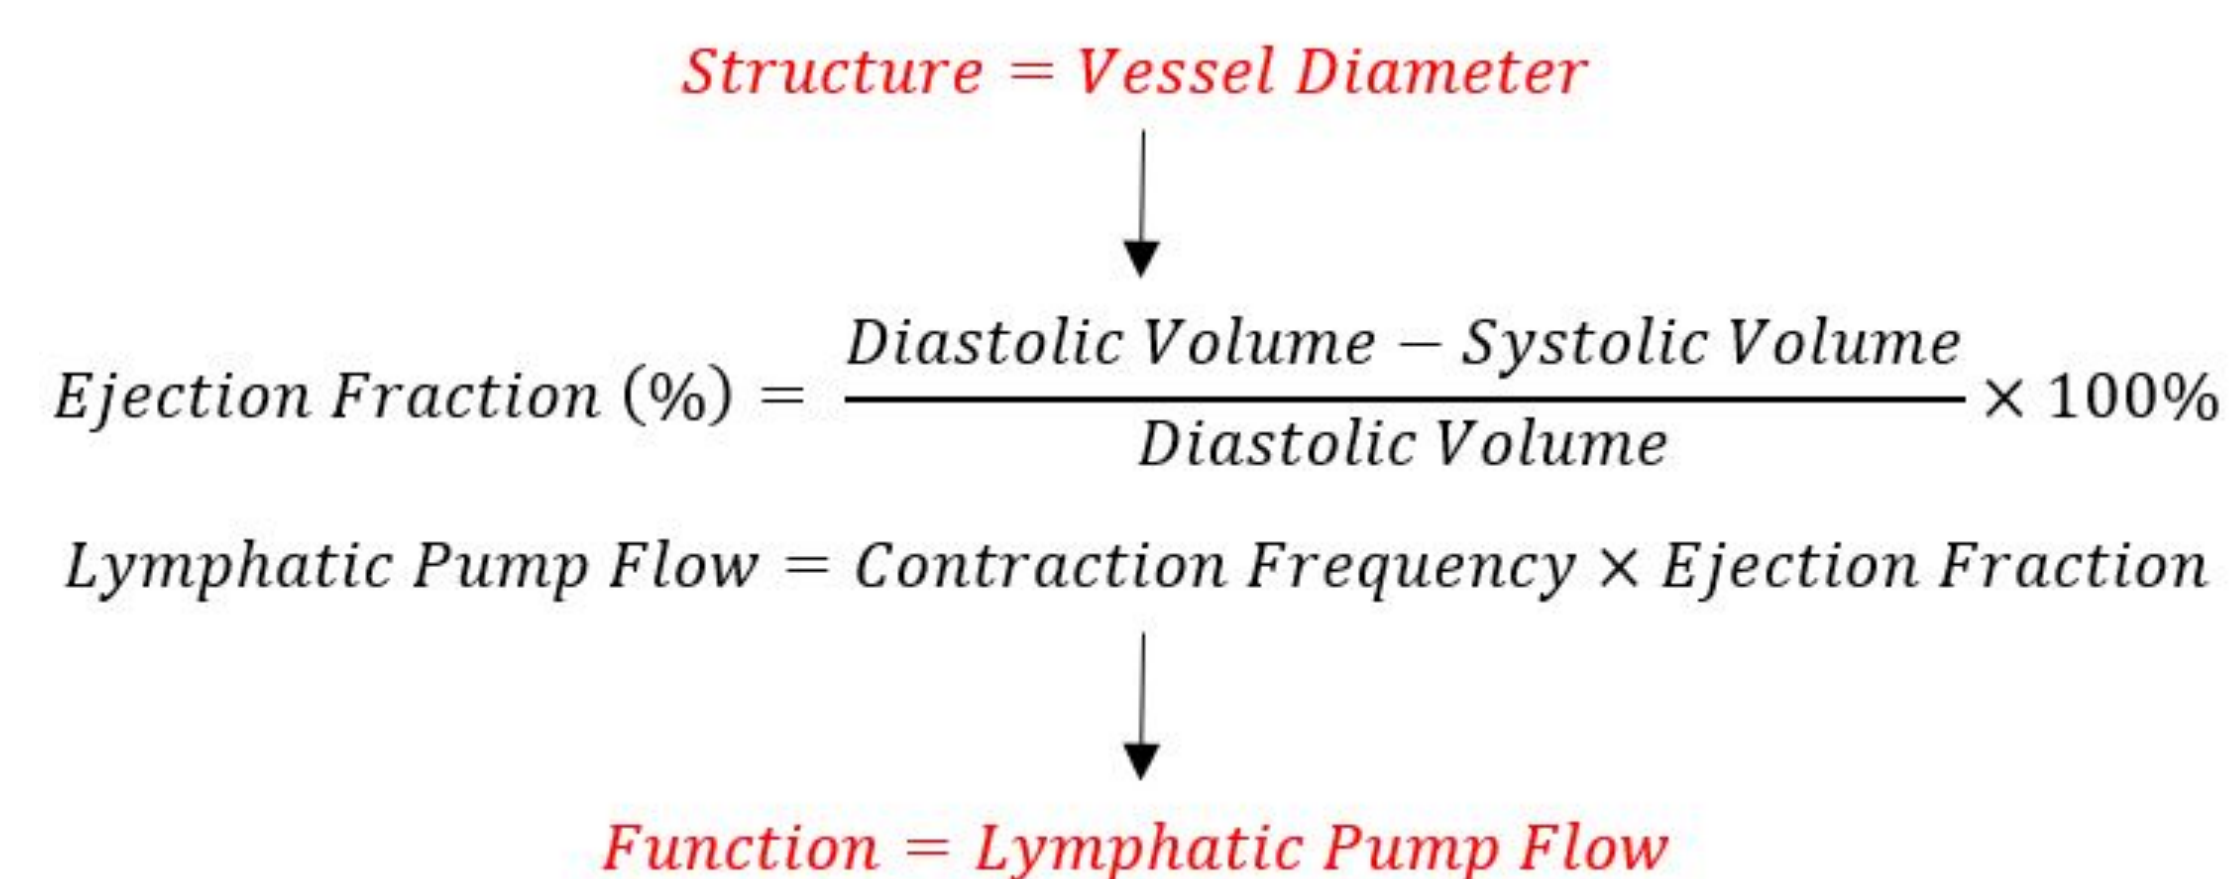 Structure = Vessel Diameter
Ejection Fraction (%) = Diastolic Volume − Systolic Volume / Diastolic Volume × 100%
Lymphatic Pump Flow = Contraction Frequency × Ejection Fraction
Function = Lymphatic Pump Flow